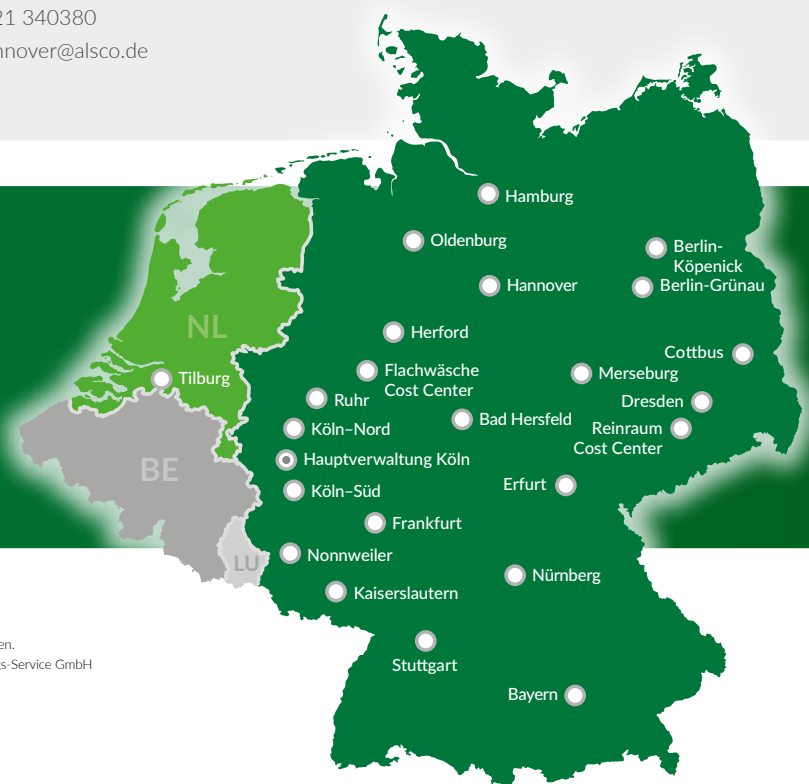 21 340380
nnover@alsco.de
Hamburg
Oldenburg
Berlin-
Köpenick
Hannover
Berlin-Grünau
NL
Herford
Cottbus
Flachwäsche
Cost Center
Merseburg
Tilburg
Ruhr
Dresden
Bad Hersfeld
Köln–Nord
Reinraum
Cost Center
Hauptverwaltung Köln
BE
Erfurt
Köln–Süd
Frankfurt
Nonnweiler
LU
Nürnberg
Kaiserslautern
en.
gs-Service GmbH
Stuttgart
Bayern